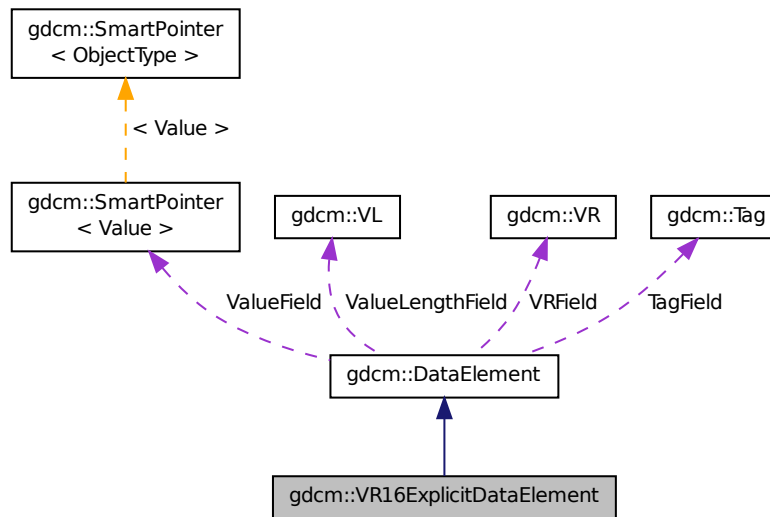 gdcm::SmartPointer
< ObjectType >
< Value >
gdcm::SmartPointer
< Value >
gdcm::VL
gdcm::VR
gdcm::Tag
ValueField
ValueLengthField
VRField
TagField
gdcm::DataElement
gdcm::VR16ExplicitDataElement